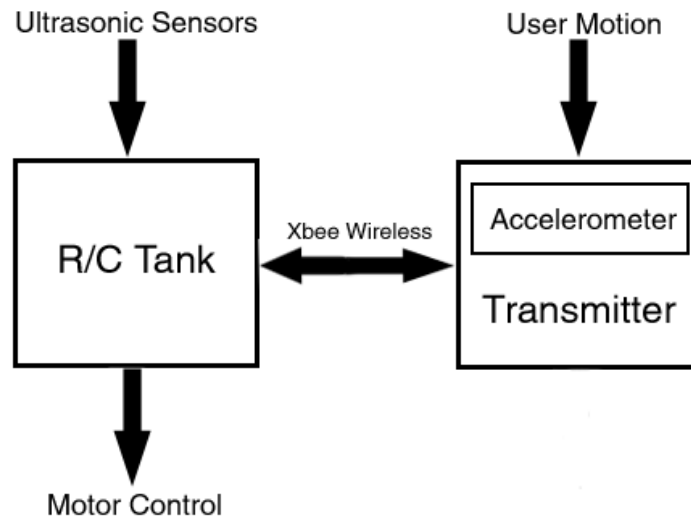 Ultrasonic Sensors
User Motion
R/C Tank
Xbee Wireless
Accelerometer
Transmitter
Motor Control